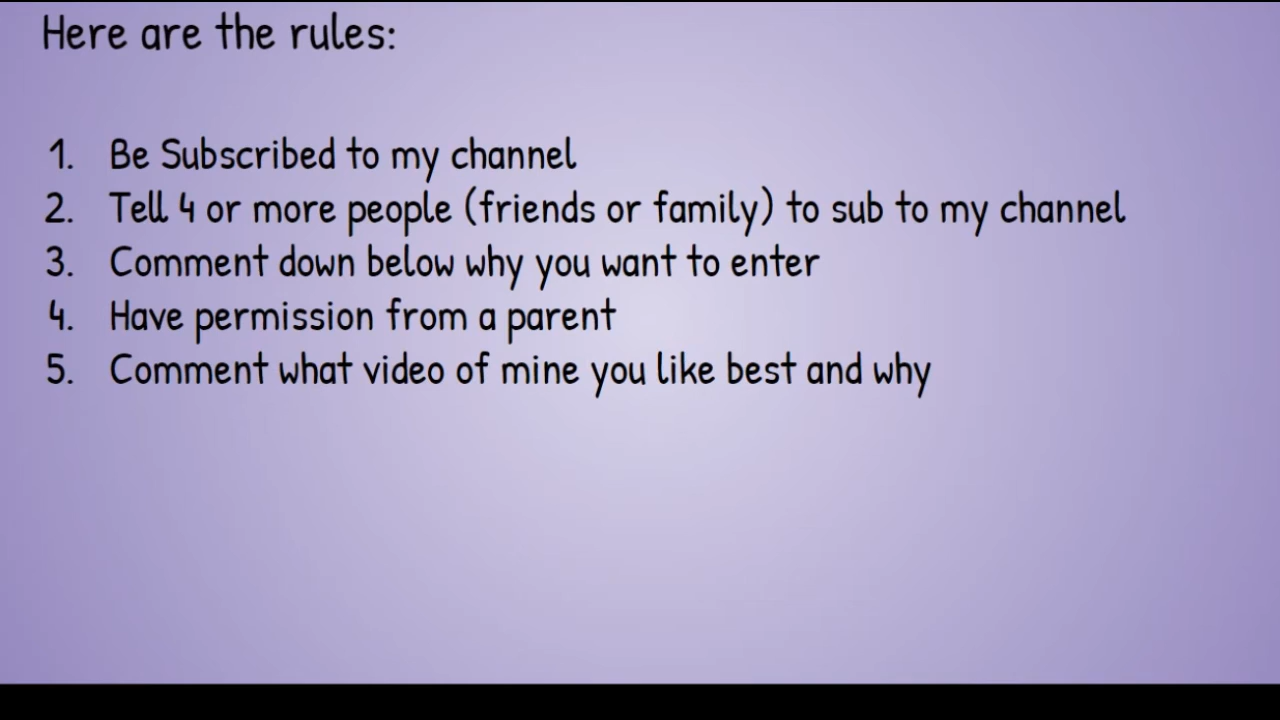 Here are the rules:
1. Be Subscribed to my channel
2. Tell 4 or more people (friends or family) to sub to my channel
3. Comment down below why you want to enter
4. Have permission from a parent
5. Comment what video of mine you like best and why